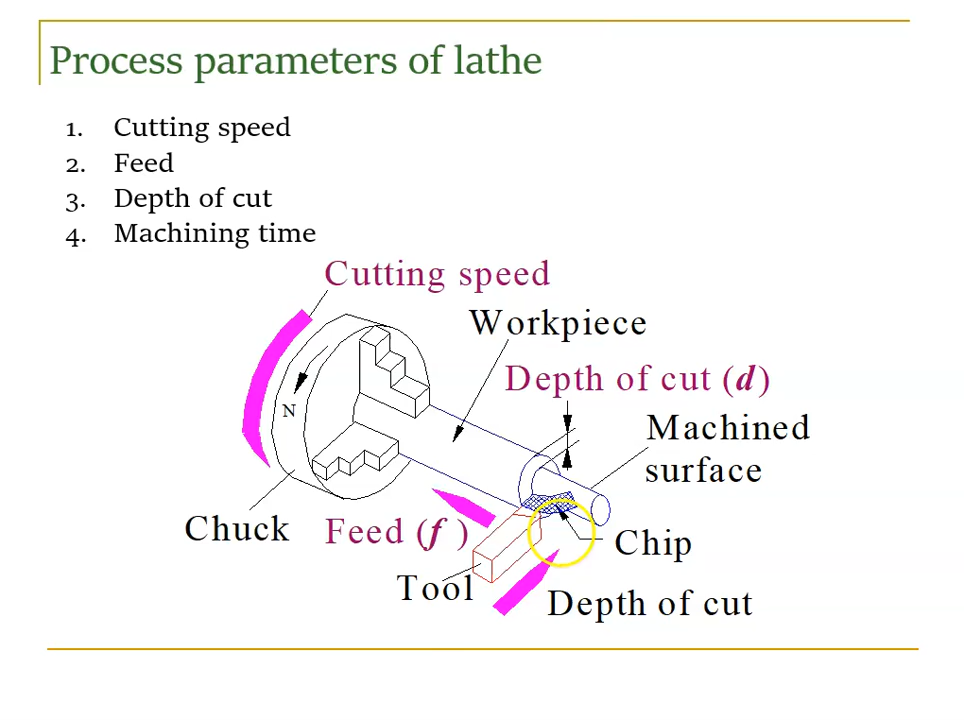 Process parameters of lathe
1. Cutting speed
2. Feed
3. Depth of cut
4. Machining time
Cutting speed
Workpiece
Depth of cut (d)
N
Machined
surface
Chuck
Feed (f )
Chip
Tool
Depth of cut